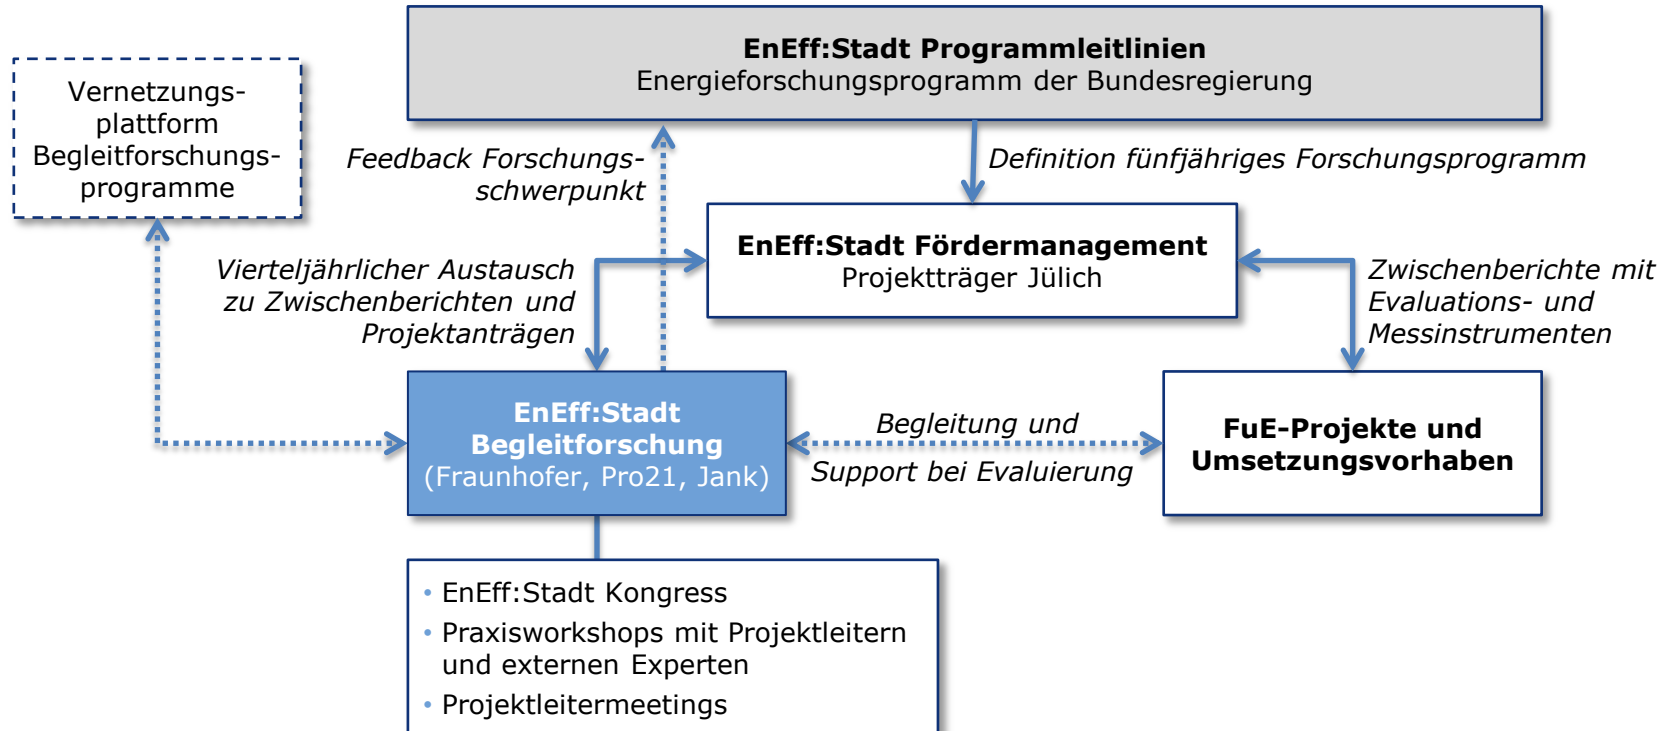 EnEff:Stadt Programmleitlinien
Energieforschungsprogramm der Bundesregierung
Vernetzungs-
plattform
Begleitforschungs-
programme
Feedback Forschungs-
schwerpunkt
Definition fünfjähriges Forschungsprogramm
EnEff:Stadt Fördermanagement
Projektträger Jülich
Vierteljährlicher Austausch
zu Zwischenberichten und
Projektanträgen
Zwischenberichte mit
Evaluations- und
Messinstrumenten
EnEff:Stadt
Begleitforschung
(Fraunhofer, Pro21, Jank)
Begleitung und
Support bei Evaluierung
FuE-Projekte und
Umsetzungsvorhaben
• EnEff:Stadt Kongress
• Praxisworkshops mit Projektleitern
und externen Experten
• Projektleitermeetings